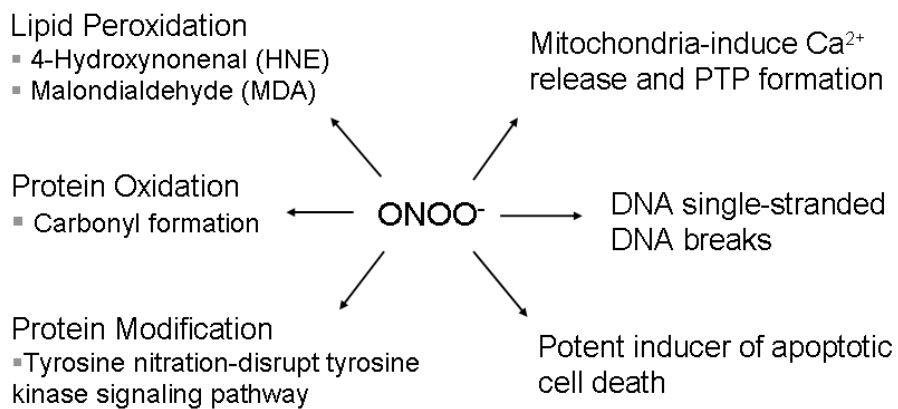 Lipid Peroxidation
▪ 4-Hydroxynonenal (HNE)
▪ Malondialdehyde (MDA)
Mitochondria-induce Ca²⁺
release and PTP formation
Protein Oxidation
▪ Carbonyl formation
ONOO⁻
DNA single-stranded
DNA breaks
Protein Modification
▪Tyrosine nitration-disrupt tyrosine
kinase signaling pathway
Potent inducer of apoptotic
cell death